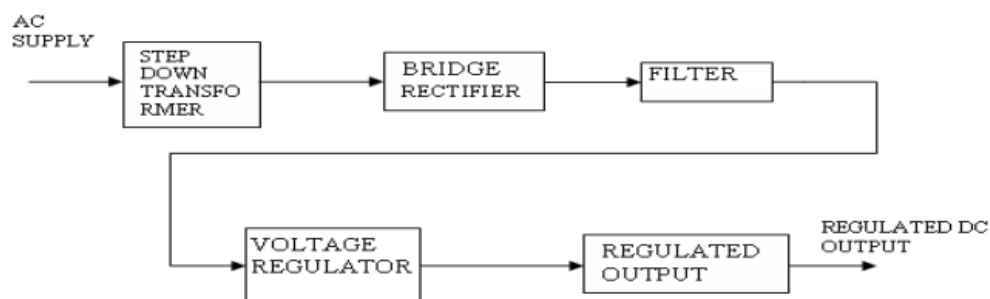 AC
SUPPLY
STEP
DOWN
TRANSFO
RMER
BRIDGE
RECTIFIER
FILTER
VOLTAGE
REGULATOR
REGULATED
OUTPUT
REGULATED DC
OUTPUT